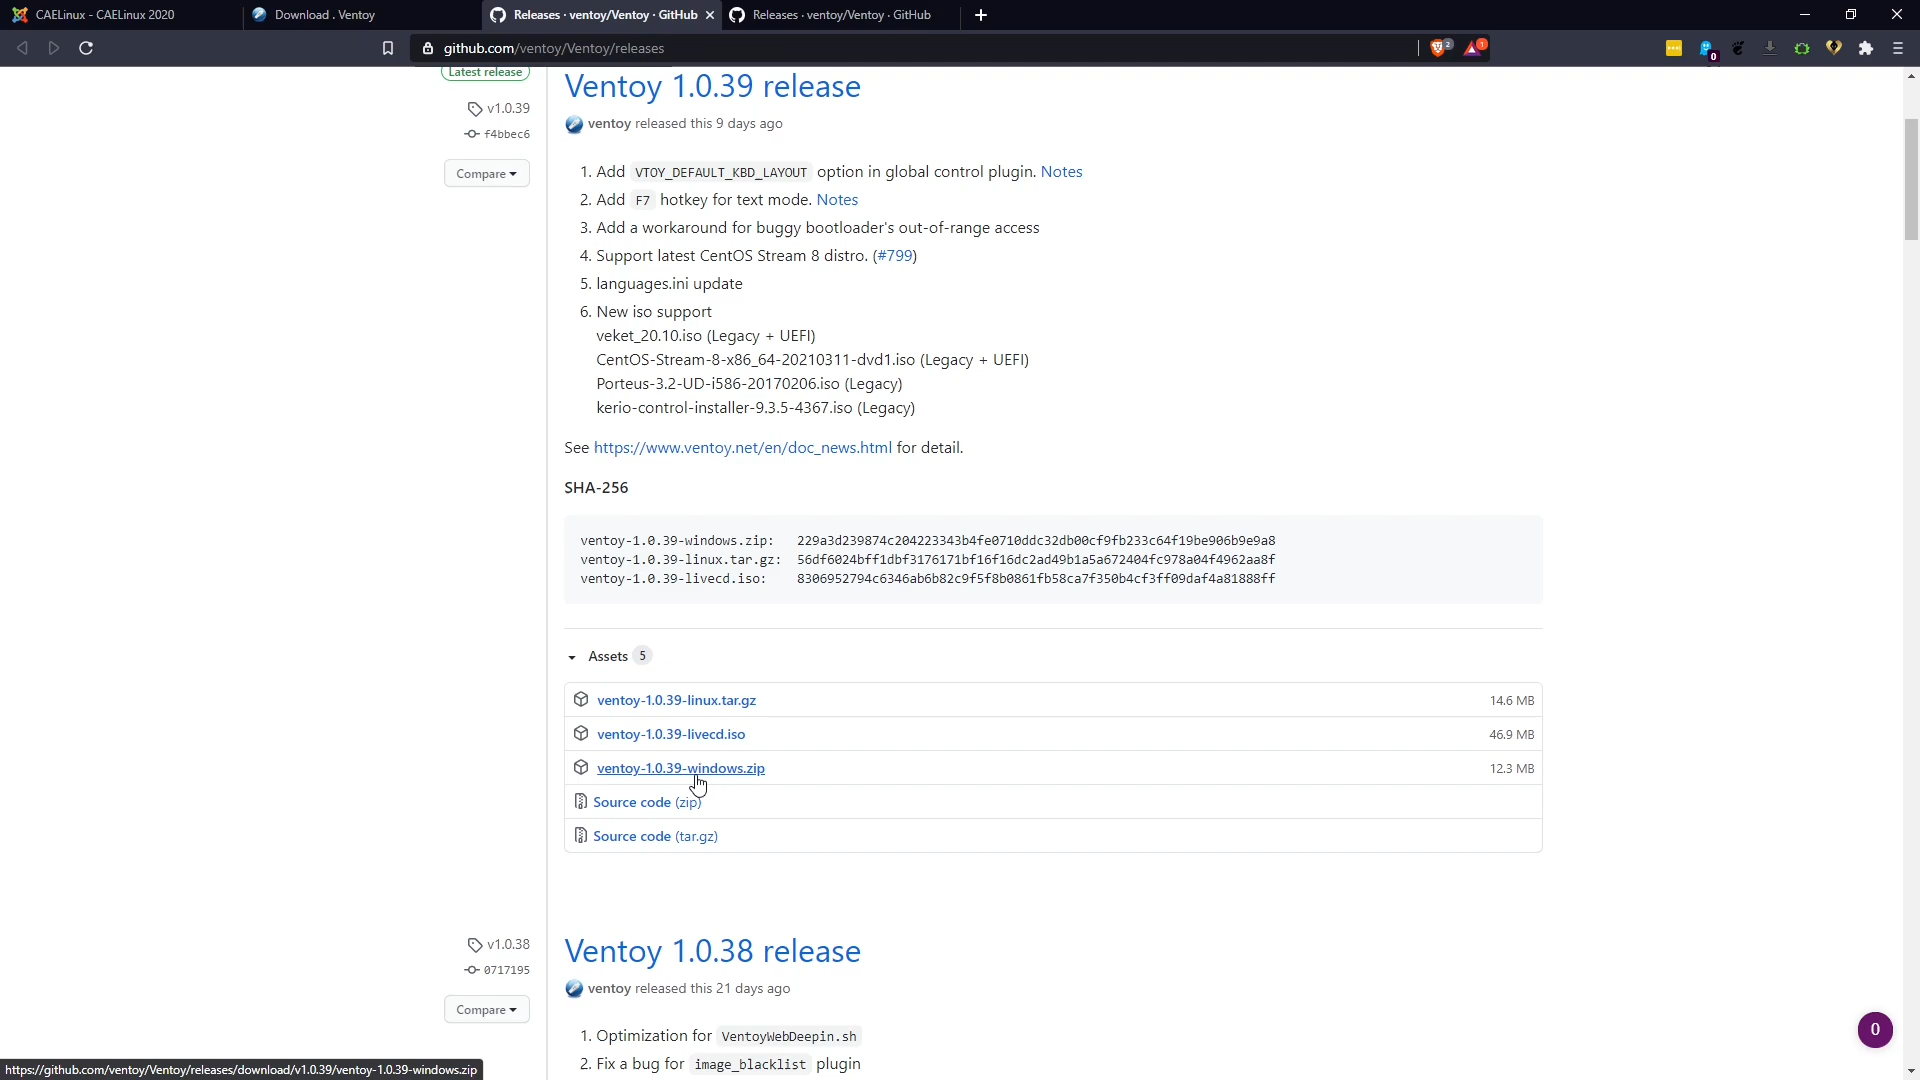 CAELinux - CAELinux 2020
Download . Ventoy
Releases · ventoy/Ventoy · GitHub
Releases · ventoy/Ventoy · GitHub
github.com/ventoy/Ventoy/releases
2
1
0
Latest release
v1.0.39
f4bbec6
Compare
Ventoy 1.0.39 release
ventoy released this 9 days ago
1. Add VTOY_DEFAULT_KBD_LAYOUT option in global control plugin. Notes
2. Add F7 hotkey for text mode. Notes
3. Add a workaround for buggy bootloader's out-of-range access
4. Support latest CentOS Stream 8 distro. (#799)
5. languages.ini update
6. New iso support
veket_20.10.iso (Legacy + UEFI)
CentOS-Stream-8-x86_64-20210311-dvd1.iso (Legacy + UEFI)
Porteus-3.2-UD-i586-20170206.iso (Legacy)
kerio-control-installer-9.3.5-4367.iso (Legacy)
See https://www.ventoy.net/en/doc_news.html for detail.
SHA-256
ventoy-1.0.39-windows.zip: 229a3d239874c204223343b4fe0710ddc32db00cf9fb233c64f19be906b9e9a8
ventoy-1.0.39-linux.tar.gz: 56df6024bff1dbf3176171bf16f16dc2ad49b1a5a672404fc978a04f4962aa8f
ventoy-1.0.39-livecd.iso: 8306952794c6346ab6b82c9f5f8b0861fb58ca7f350b4cf3ff09daf4a81888ff
Assets 5
ventoy-1.0.39-linux.tar.gz 14.6 MB
ventoy-1.0.39-livecd.iso 46.9 MB
ventoy-1.0.39-windows.zip 12.3 MB
Source code (zip)
Source code (tar.gz)
v1.0.38
0717195
Compare
Ventoy 1.0.38 release
ventoy released this 21 days ago
1. Optimization for VentoyWebDeepin.sh
2. Fix a bug for image_blacklist plugin
0
https://github.com/ventoy/Ventoy/releases/download/v1.0.39/ventoy-1.0.39-windows.zip